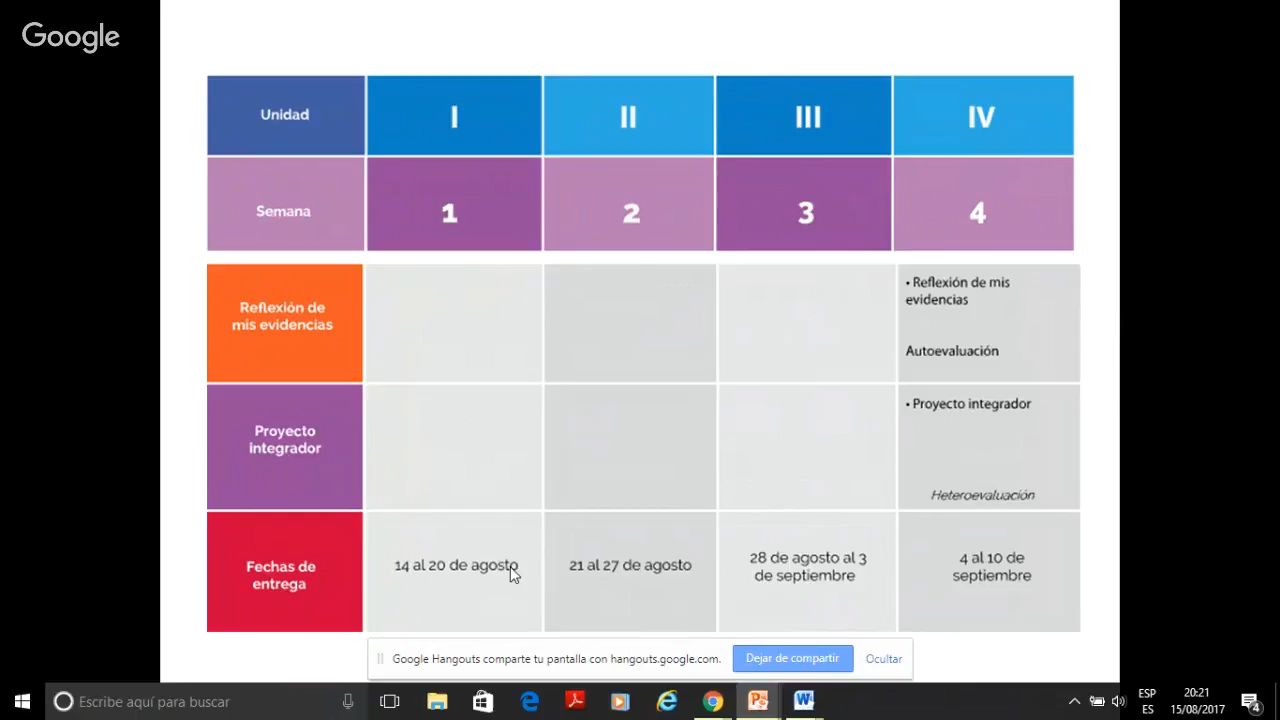 Google
Unidad I II III IV
Semana 1 2 3 4
Reflexión de
mis evidencias
• Reflexión de mis
evidencias
Autoevaluación
Proyecto
integrador
• Proyecto integrador
Heteroevaluación
Fechas de
entrega
14 al 20 de agosto
21 al 27 de agosto
28 de agosto al 3
de septiembre
4 al 10 de
septiembre
Google Hangouts comparte tu pantalla con hangouts.google.com. Dejar de compartir Ocultar
Escribe aquí para buscar
ESP
ES
20:21
15/08/2017
4